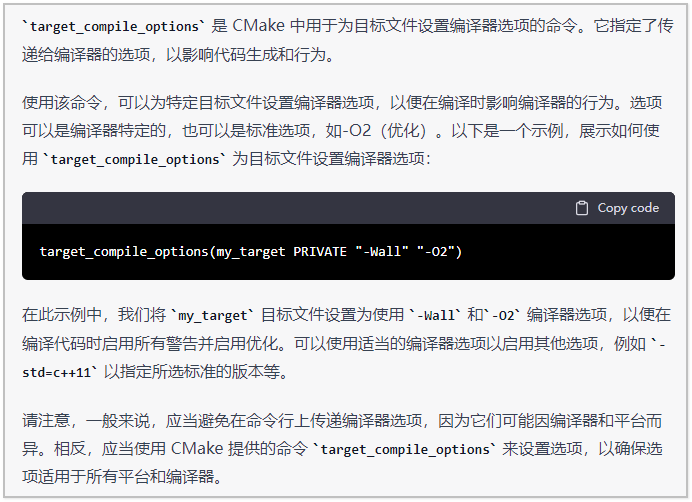 `target_compile_options` 是 CMake 中用于为目标文件设置编译器选项的命令。它指定了传
递给编译器的选项，以影响代码生成和行为。
使用该命令，可以为特定目标文件设置编译器选项，以便在编译时影响编译器的行为。选项
可以是编译器特定的，也可以是标准选项，如-O2（优化）。以下是一个示例，展示如何使
用 `target_compile_options` 为目标文件设置编译器选项：
Copy code
target_compile_options(my_target PRIVATE "-Wall" "-O2")
在此示例中，我们将 `my_target` 目标文件设置为使用 `-Wall` 和`-O2` 编译器选项，以便在
编译代码时启用所有警告并启用优化。可以使用适当的编译器选项以启用其他选项，例如 `-
std=c++11` 以指定所选标准的版本等。
请注意，一般来说，应当避免在命令行上传递编译器选项，因为它们可能因编译器和平台而
异。相反，应当使用 CMake 提供的命令 `target_compile_options` 来设置选项，以确保选
项适用于所有平台和编译器。